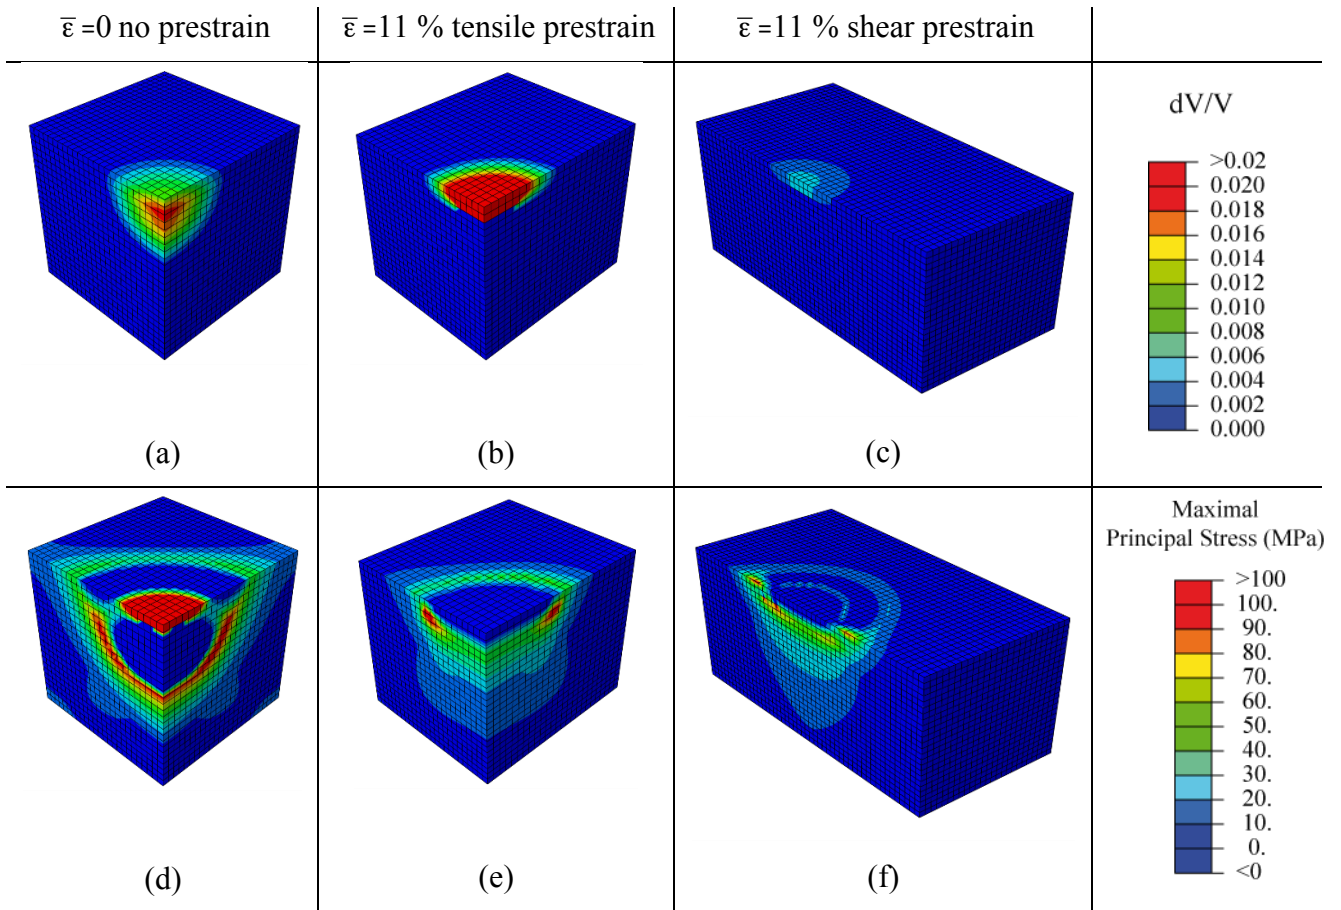 ε̅ =0 no prestrain
ε̅ =11 % tensile prestrain
ε̅ =11 % shear prestrain
dV/V
>0.02
0.020
0.018
0.016
0.014
0.012
0.010
0.008
0.006
0.004
0.002
0.000
(a)
(b)
(c)
Maximal
Principal Stress (MPa)
>100
100.
90.
80.
70.
60.
50.
40.
30.
20.
10.
0.
<0
(d)
(e)
(f)